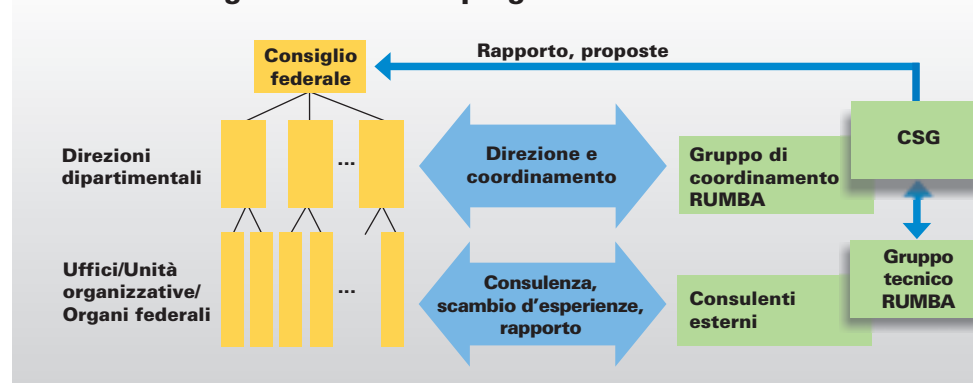 Rapporto, proposte
Consiglio
federale
CSG
Direzioni
dipartimentali
...
Direzione e
coordinamento
Gruppo di
coordinamento
RUMBA
Uffici/Unità
organizzative/
Organi federali
...
Consulenza,
scambio d'esperienze,
rapporto
Consulenti
esterni
Gruppo
tecnico
RUMBA